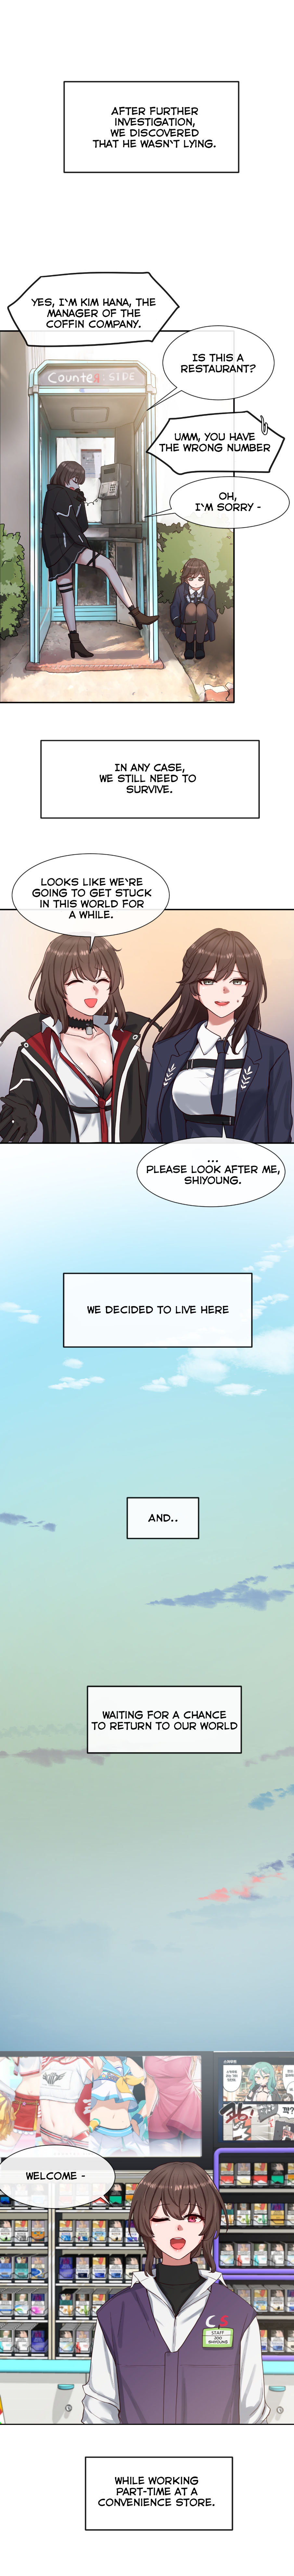 AFTER FURTHER
INVESTIGATION,
WE DISCOVERED
THAT HE WASN'T LYING.
YES, I'M KIM HANA, THE
MANAGER OF THE
COFFIN COMPANY.
IS THIS A
RESTAURANT?
Counter:SIDE
UMM, YOU HAVE
THE WRONG NUMBER
OH,
I'M SORRY -
IN ANY CASE,
WE STILL NEED TO
SURVIVE.
LOOKS LIKE WE'RE
GOING TO GET STUCK
IN THIS WORLD FOR
A WHILE.
...
PLEASE LOOK AFTER ME,
SHIYOUNG.
WE DECIDED TO LIVE HERE
AND..
WAITING FOR A CHANCE
TO RETURN TO OUR WORLD
WELCOME -
CS
STAFF
JOO
SHIYOUNG
WHILE WORKING
PART-TIME AT A
CONVENIENCE STORE.